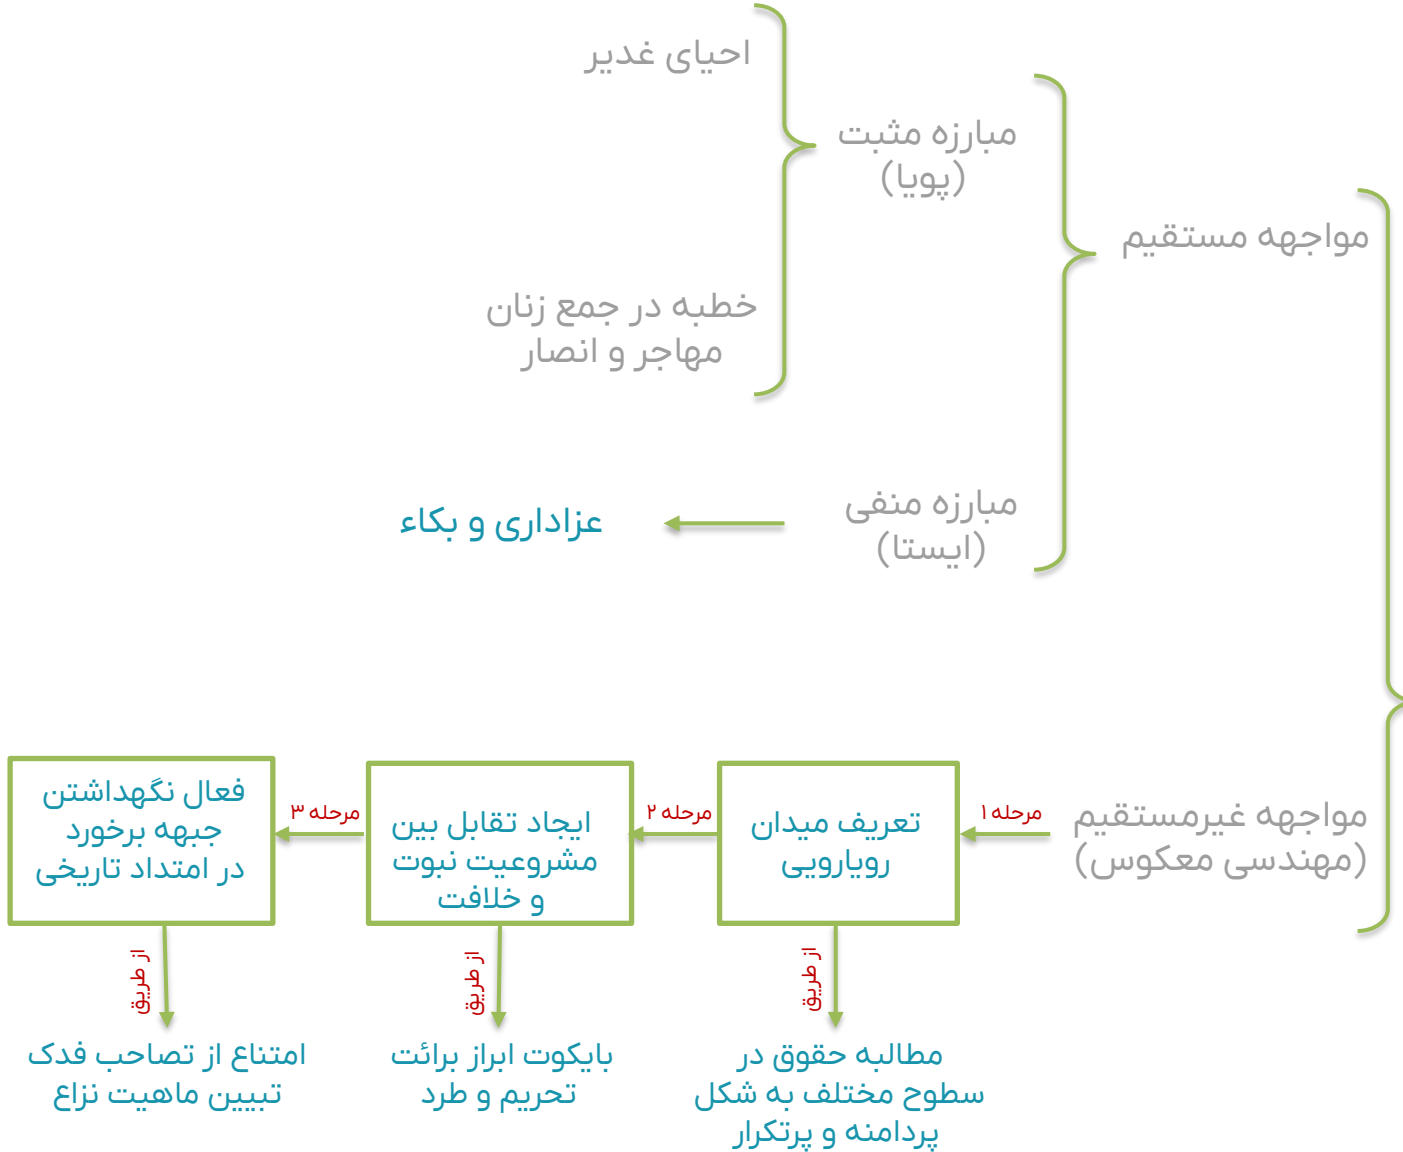 مواجهه مستقیم
مبارزه مثبت
(پویا)
احیای غدیر
خطبه در جمع زنان
مهاجر و انصار
مبارزه منفی
(ایستا)
عزاداری و بکاء
مواجهه غیرمستقیم
(مهندسی معکوس)
مرحله ۱
تعریف میدان
رویارویی
از طریق
مطالبه حقوق در
سطوح مختلف به شکل
پردامنه و پرتکرار
مرحله ۲
ایجاد تقابل بین
مشروعیت نبوت
و خلافت
از طریق
بایکوت ابراز برائت
تحریم و طرد
مرحله ۳
فعال نگهداشتن
جبهه برخورد
در امتداد تاریخی
از طریق
امتناع از تصاحب فدک
تبیین ماهیت نزاع